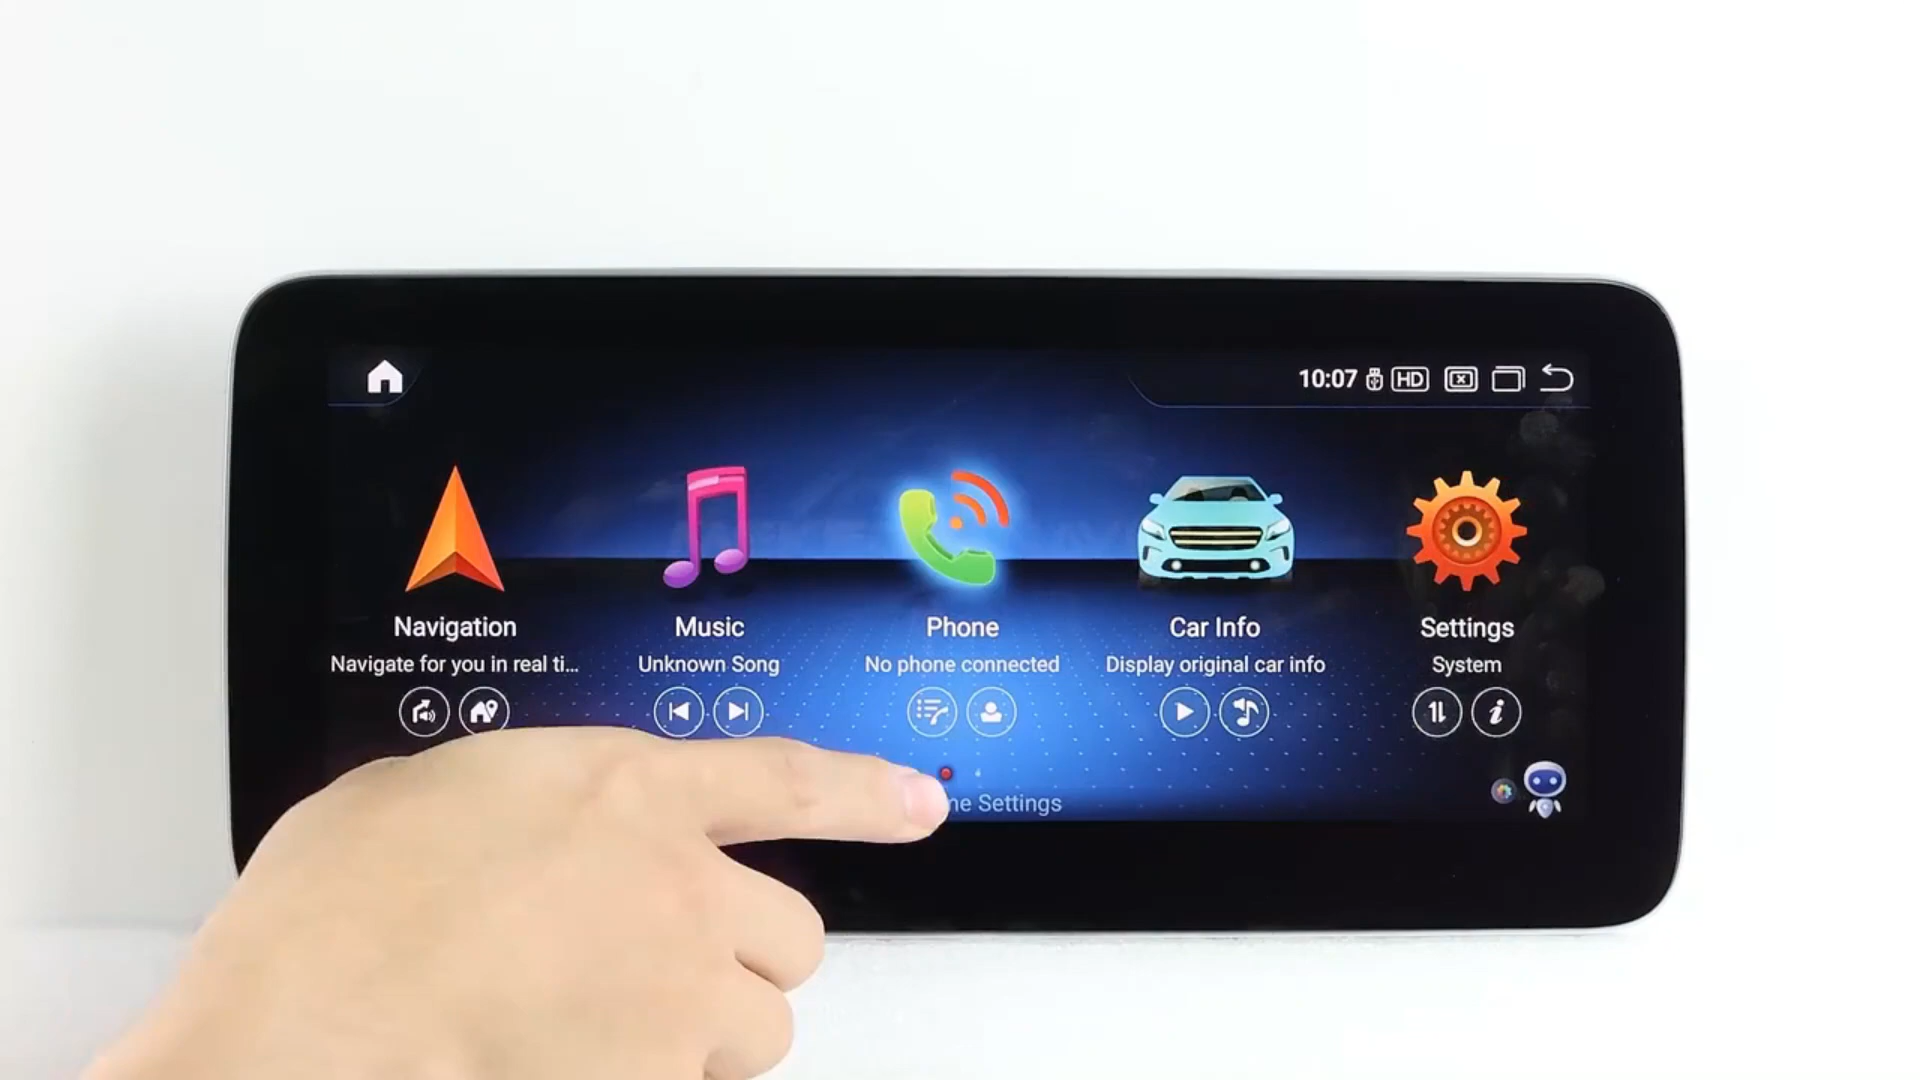 10:07 HD
Navigation
Music
Phone
Car Info
Settings
Navigate for you in real ti...
Unknown Song
No phone connected
Display original car info
System
Settings